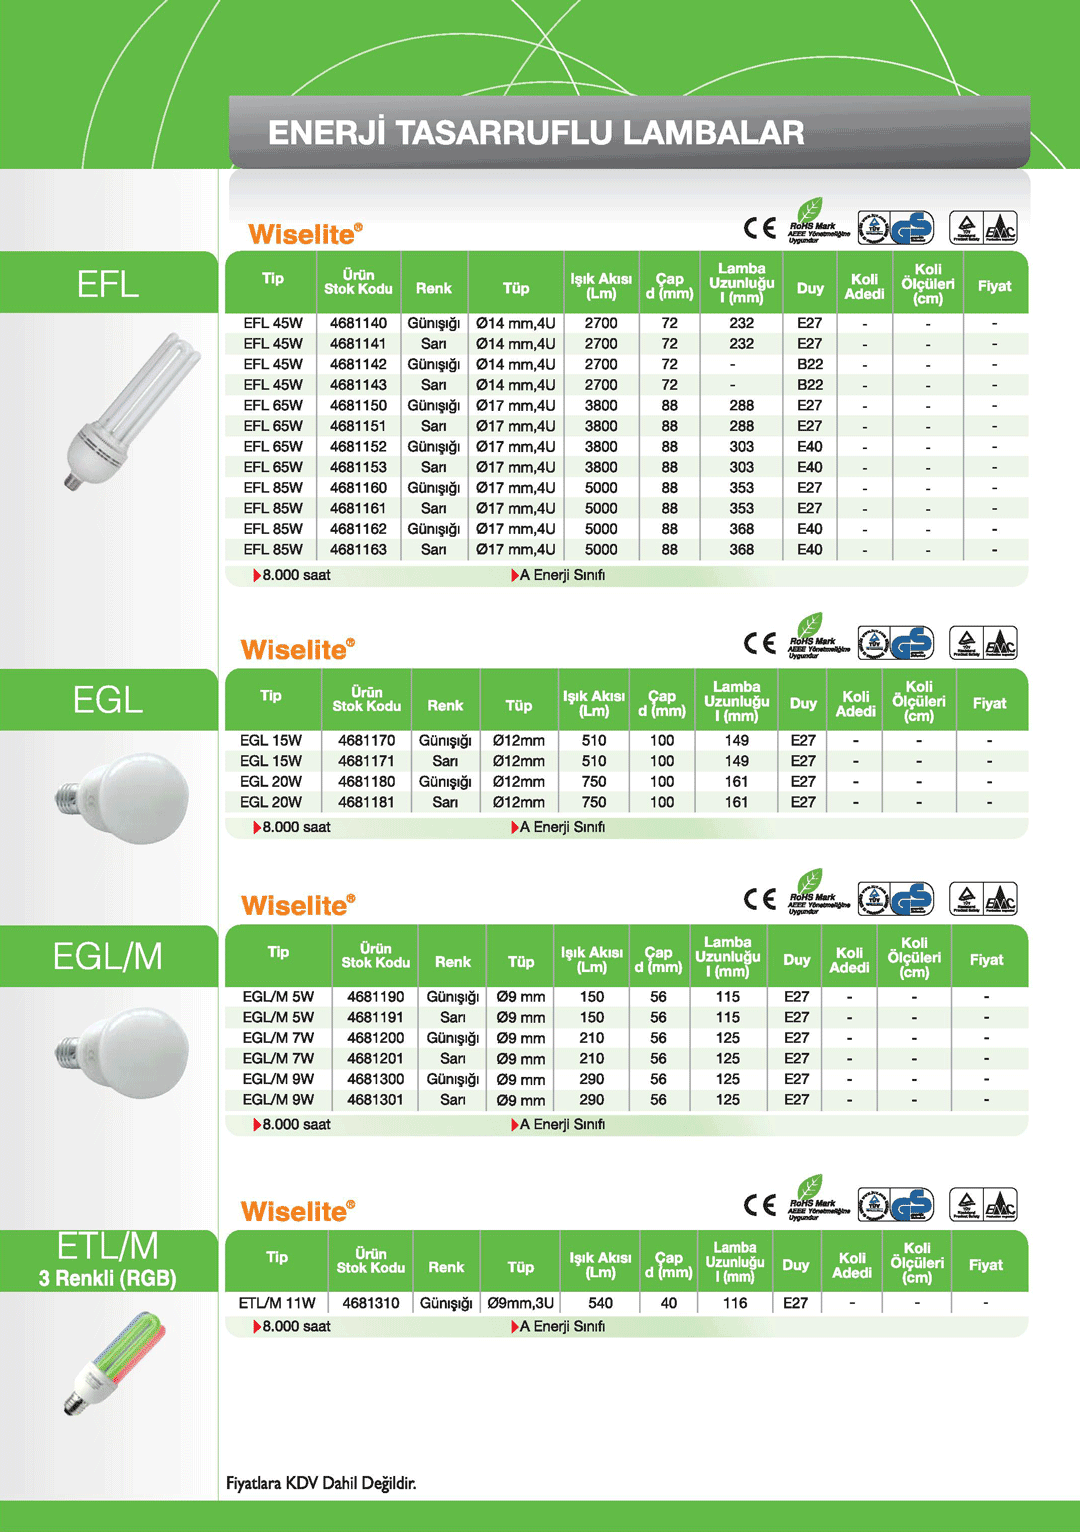 ENERJİ TASARRUFLU LAMBALAR
Wiselite®
CE RoHS Mark AEEE Yönetmeliğine Uygundur TÜV GS TÜV EMC
EFL
Tip Ürün Stok Kodu Renk Tüp Işık Akısı (Lm) Çap d (mm) Lamba Uzunluğu l (mm) Duy Koli Adedi Koli Ölçüleri (cm) Fiyat
EFL 45W 4681140 Günışığı Ø14 mm,4U 2700 72 232 E27 - - -
EFL 45W 4681141 Sarı Ø14 mm,4U 2700 72 232 E27 - - -
EFL 45W 4681142 Günışığı Ø14 mm,4U 2700 72 - B22 - - -
EFL 45W 4681143 Sarı Ø14 mm,4U 2700 72 - B22 - - -
EFL 65W 4681150 Günışığı Ø17 mm,4U 3800 88 288 E27 - - -
EFL 65W 4681151 Sarı Ø17 mm,4U 3800 88 288 E27 - - -
EFL 65W 4681152 Günışığı Ø17 mm,4U 3800 88 303 E40 - - -
EFL 65W 4681153 Sarı Ø17 mm,4U 3800 88 303 E40 - - -
EFL 85W 4681160 Günışığı Ø17 mm,4U 5000 88 353 E27 - - -
EFL 85W 4681161 Sarı Ø17 mm,4U 5000 88 353 E27 - - -
EFL 85W 4681162 Günışığı Ø17 mm,4U 5000 88 368 E40 - - -
EFL 85W 4681163 Sarı Ø17 mm,4U 5000 88 368 E40 - - -
8.000 saat A Enerji Sınıfı
Wiselite®
CE RoHS Mark AEEE Yönetmeliğine Uygundur TÜV GS TÜV EMC
EGL
Tip Ürün Stok Kodu Renk Tüp Işık Akısı (Lm) Çap d (mm) Lamba Uzunluğu l (mm) Duy Koli Adedi Koli Ölçüleri (cm) Fiyat
EGL 15W 4681170 Günışığı Ø12mm 510 100 149 E27 - - -
EGL 15W 4681171 Sarı Ø12mm 510 100 149 E27 - - -
EGL 20W 4681180 Günışığı Ø12mm 750 100 161 E27 - - -
EGL 20W 4681181 Sarı Ø12mm 750 100 161 E27 - - -
8.000 saat A Enerji Sınıfı
Wiselite®
CE RoHS Mark AEEE Yönetmeliğine Uygundur TÜV GS TÜV EMC
EGL/M
Tip Ürün Stok Kodu Renk Tüp Işık Akısı (Lm) Çap d (mm) Lamba Uzunluğu l (mm) Duy Koli Adedi Koli Ölçüleri (cm) Fiyat
EGL/M 5W 4681190 Günışığı Ø9 mm 150 56 115 E27 - - -
EGL/M 5W 4681191 Sarı Ø9 mm 150 56 115 E27 - - -
EGL/M 7W 4681200 Günışığı Ø9 mm 210 56 125 E27 - - -
EGL/M 7W 4681201 Sarı Ø9 mm 210 56 125 E27 - - -
EGL/M 9W 4681300 Günışığı Ø9 mm 290 56 125 E27 - - -
EGL/M 9W 4681301 Sarı Ø9 mm 290 56 125 E27 - - -
8.000 saat A Enerji Sınıfı
Wiselite®
CE RoHS Mark AEEE Yönetmeliğine Uygundur TÜV GS TÜV EMC
ETL/M
3 Renkli (RGB)
Tip Ürün Stok Kodu Renk Tüp Işık Akısı (Lm) Çap d (mm) Lamba Uzunluğu l (mm) Duy Koli Adedi Koli Ölçüleri (cm) Fiyat
ETL/M 11W 4681310 Günışığı Ø9mm,3U 540 40 116 E27 - - -
8.000 saat A Enerji Sınıfı
Fiyatlara KDV Dahil Değildir.